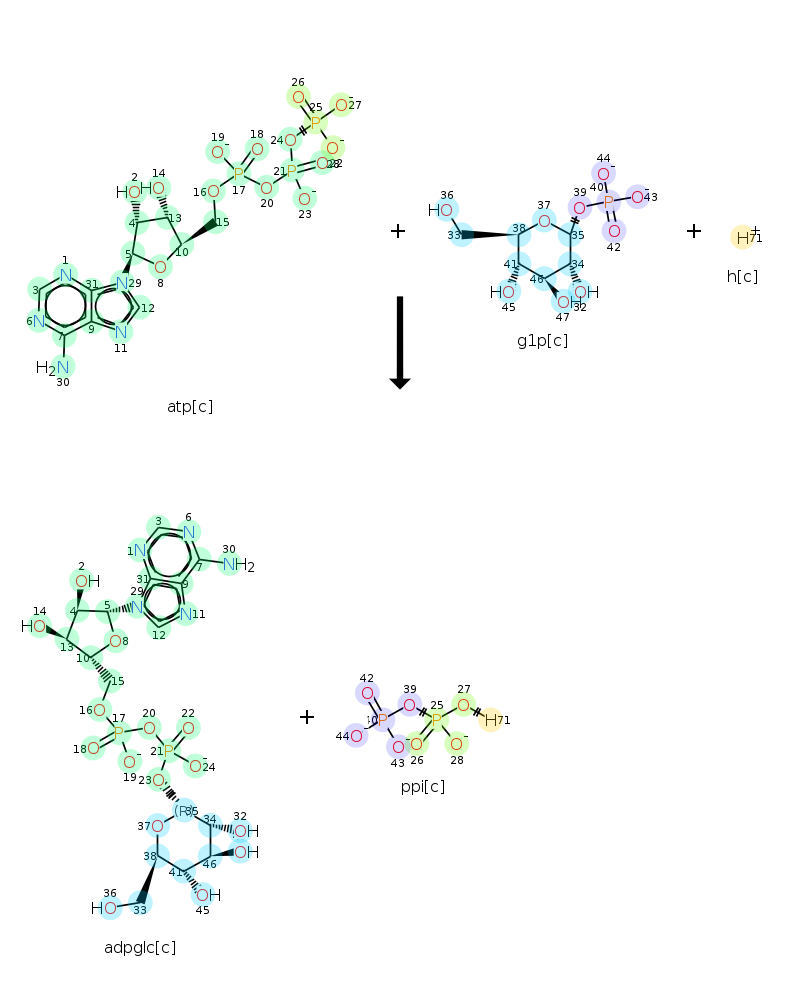 26
O
25
O⁻ 27
P
19
O⁻
18
O
24 O
O⁻
28
2
HO
14
HO
17
P
21
P
O 22
16 O
20
O
23
O⁻
4
13
15
5
10
O
8
1
N
3
31
N 29
12
6 N
7
9
N
11
H₂N
30
atp[c]
+
44
O⁻
36
HO
39
O
40
P
O⁻ 43
37
O
42
O
33
38
35
41
34
46
HO
45
OH
32
OH
47
g1p[c]
+
H⁺ 71
h[c]
3
6
N
1 N
30
NH₂
7
31
9
29
N
N 11
12
2
OH
4
5
14
HO
13
O 8
10
15
16 O
17
P
20
O
22
O
18 O
O⁻
19
21 P
O⁻ 24
23 O
(R) 35
37 O
34
32
OH
OH
38
41
46
36
HO
33
OH
45
adpglc[c]
+
42
O
39
O
25
P
27
O
H 71
P
44 O⁻
O⁻
43
O
26
O⁻
28
ppi[c]